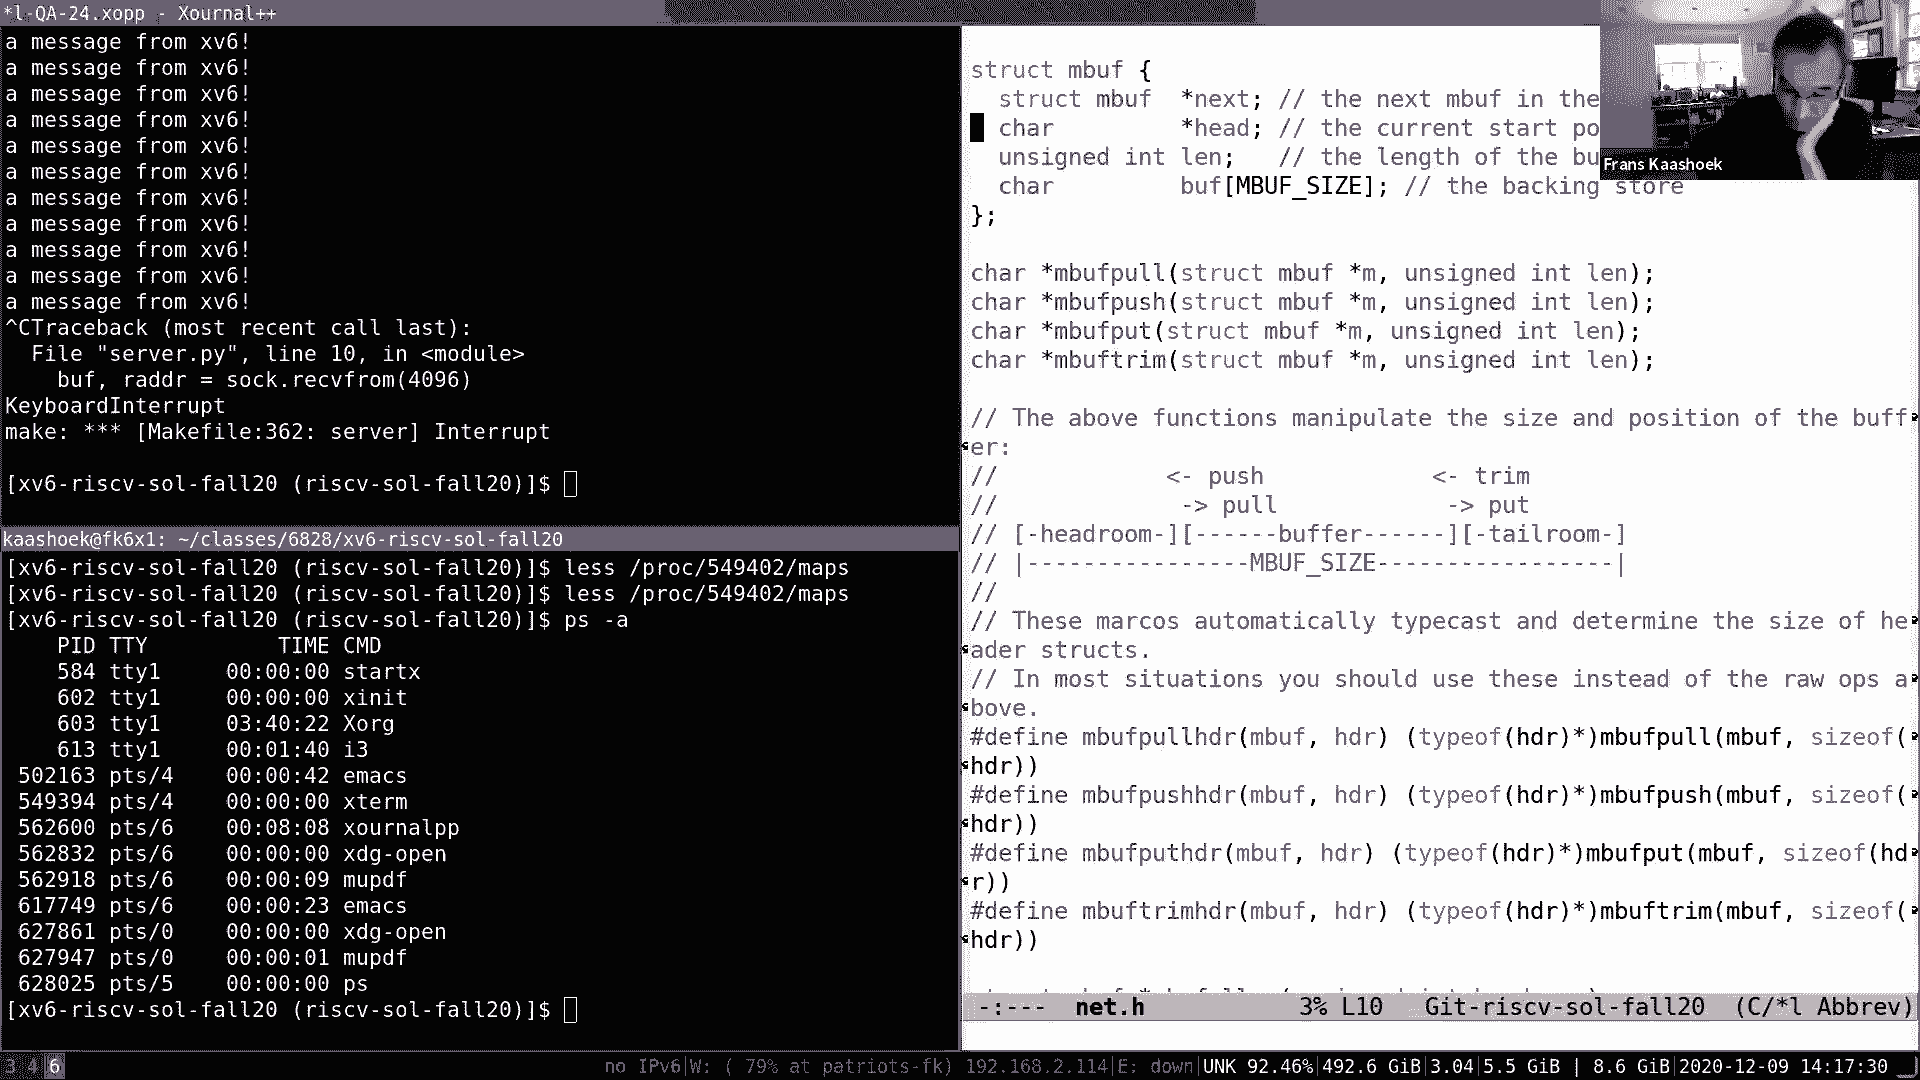 *l-QA-24.xopp - Xournal++
a message from xv6!
a message from xv6!
a message from xv6!
a message from xv6!
a message from xv6!
a message from xv6!
a message from xv6!
a message from xv6!
a message from xv6!
a message from xv6!
a message from xv6!
^CTraceback (most recent call last):
  File "server.py", line 10, in <module>
    buf, raddr = sock.recvfrom(4096)
KeyboardInterrupt
make: *** [Makefile:362: server] Interrupt
[xv6-riscv-sol-fall20 (riscv-sol-fall20)]$
kaashoek@fk6x1: ~/classes/6828/xv6-riscv-sol-fall20
[xv6-riscv-sol-fall20 (riscv-sol-fall20)]$ less /proc/549402/maps
[xv6-riscv-sol-fall20 (riscv-sol-fall20)]$ less /proc/549402/maps
[xv6-riscv-sol-fall20 (riscv-sol-fall20)]$ ps -a
    PID TTY          TIME CMD
    584 tty1     00:00:00 startx
    602 tty1     00:00:00 xinit
    603 tty1     03:40:22 Xorg
    613 tty1     00:01:40 i3
 502163 pts/4    00:00:42 emacs
 549394 pts/4    00:00:00 xterm
 562600 pts/6    00:08:08 xournalpp
 562832 pts/6    00:00:00 xdg-open
 562918 pts/6    00:00:09 mupdf
 617749 pts/6    00:00:23 emacs
 627861 pts/0    00:00:00 xdg-open
 627947 pts/0    00:00:01 mupdf
 628025 pts/5    00:00:00 ps
[xv6-riscv-sol-fall20 (riscv-sol-fall20)]$
struct mbuf {
  struct mbuf  *next; // the next mbuf in the
  char         *head; // the current start po
  unsigned int len;   // the length of the bu
  char         buf[MBUF_SIZE]; // the backing store
};
char *mbufpull(struct mbuf *m, unsigned int len);
char *mbufpush(struct mbuf *m, unsigned int len);
char *mbufput(struct mbuf *m, unsigned int len);
char *mbuftrim(struct mbuf *m, unsigned int len);
// The above functions manipulate the size and position of the buff
er:
//            <- push            <- trim
//             -> pull            -> put
// [-headroom-][------buffer------][-tailroom-]
// |----------------MBUF_SIZE-----------------|
//
// These marcos automatically typecast and determine the size of he
ader structs.
// In most situations you should use these instead of the raw ops a
bove.
#define mbufpullhdr(mbuf, hdr) (typeof(hdr)*)mbufpull(mbuf, sizeof(
hdr))
#define mbufpushhdr(mbuf, hdr) (typeof(hdr)*)mbufpush(mbuf, sizeof(
hdr))
#define mbufputhdr(mbuf, hdr) (typeof(hdr)*)mbufput(mbuf, sizeof(hd
r))
#define mbuftrimhdr(mbuf, hdr) (typeof(hdr)*)mbuftrim(mbuf, sizeof(
hdr))
-:---  net.h           3% L10   Git-riscv-sol-fall20  (C/*l Abbrev)
Frans Kaashoek
3 4 6
no IPv6|W: ( 79% at patriots-fk) 192.168.2.114|E: down|UNK 92.46%|492.6 GiB|3.04|5.5 GiB | 8.6 GiB|2020-12-09 14:17:30